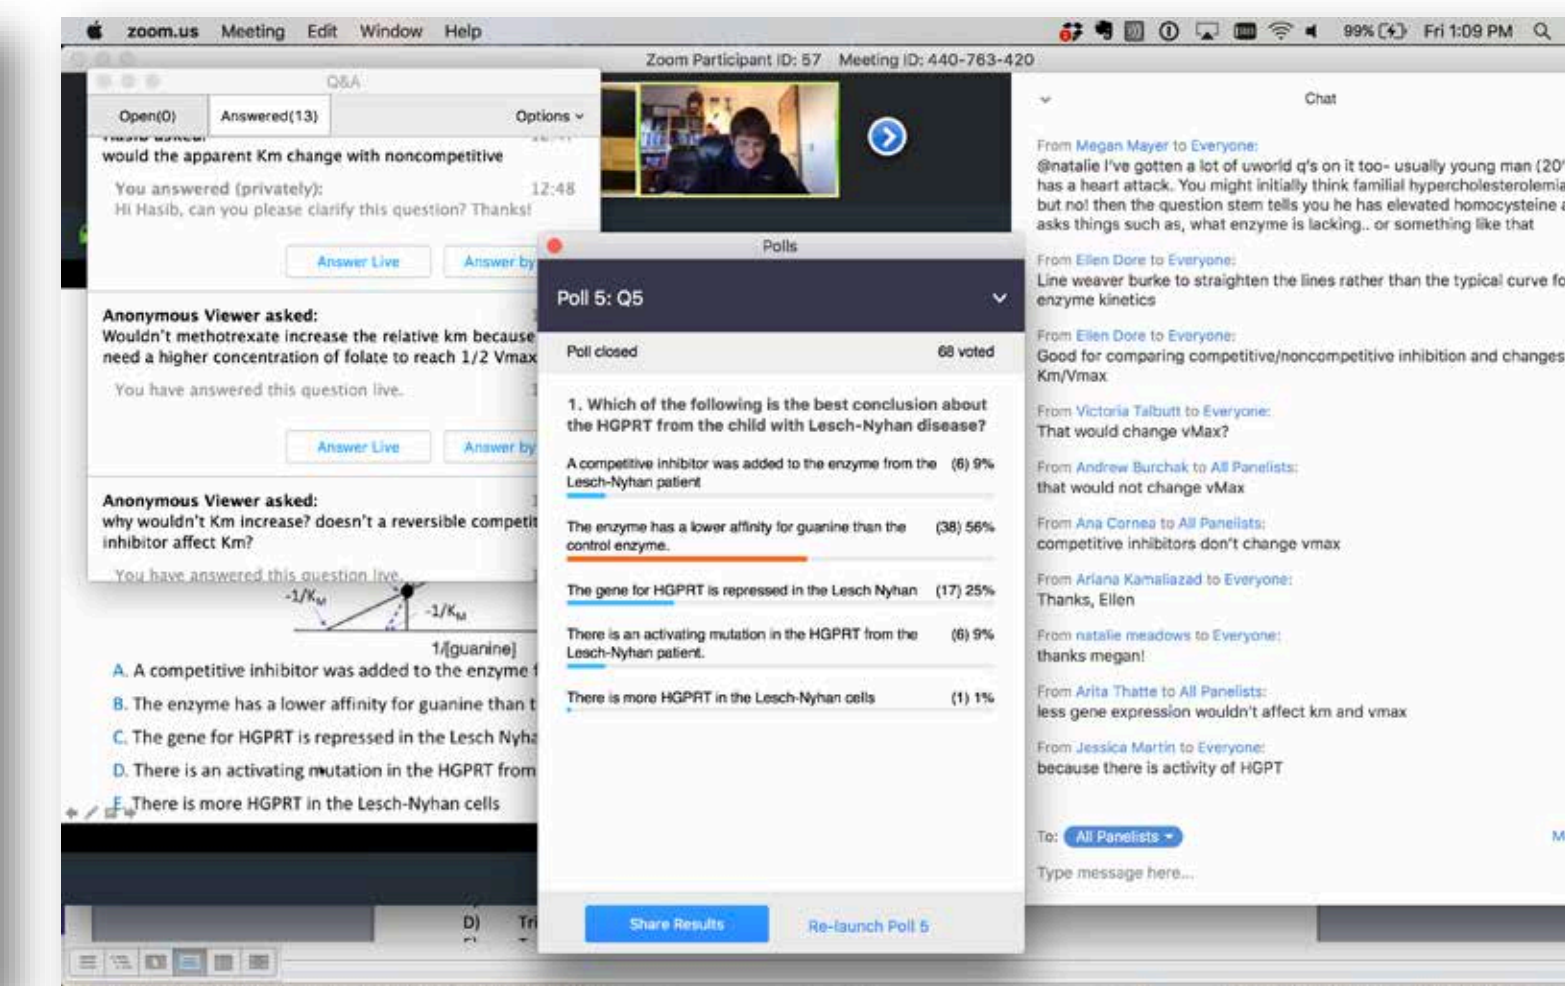 zoom.us Meeting Edit Window Help
99% Fri 1:09 PM
Zoom Participant ID: 57 Meeting ID: 440-763-420
Q&A
Open(0) Answered(13) Options
would the apparent Km change with noncompetitive
You answered (privately): 12:48
Hi Hasib, can you please clarify this question? Thanks!
Answer Live Answer by
Anonymous Viewer asked:
Wouldn't methotrexate increase the relative km because
need a higher concentration of folate to reach 1/2 Vmax
You have answered this question live.
Answer Live Answer by
Anonymous Viewer asked:
why wouldn't Km increase? doesn't a reversible competit
inhibitor affect Km?
You have answered this question live.
-1/KM
-1/KM
1/[guanine]
A. A competitive inhibitor was added to the enzyme f
B. The enzyme has a lower affinity for guanine than t
C. The gene for HGPRT is repressed in the Lesch Nyha
D. There is an activating mutation in the HGPRT from
E. There is more HGPRT in the Lesch-Nyhan cells
D) Tri
Polls
Poll 5: Q5
Poll closed 68 voted
1. Which of the following is the best conclusion about
the HGPRT from the child with Lesch-Nyhan disease?
A competitive inhibitor was added to the enzyme from the (6) 9%
Lesch-Nyhan patient
The enzyme has a lower affinity for guanine than the (38) 56%
control enzyme.
The gene for HGPRT is repressed in the Lesch Nyhan (17) 25%
There is an activating mutation in the HGPRT from the (6) 9%
Lesch-Nyhan patient.
There is more HGPRT in the Lesch-Nyhan cells (1) 1%
Share Results Re-launch Poll 5
Chat
From Megan Mayer to Everyone:
@natalie I've gotten a lot of uworld q's on it too- usually young man (20'
has a heart attack. You might initially think familial hypercholesterolemia
but no! then the question stem tells you he has elevated homocysteine a
asks things such as, what enzyme is lacking.. or something like that
From Ellen Dore to Everyone:
Line weaver burke to straighten the lines rather than the typical curve fo
enzyme kinetics
From Ellen Dore to Everyone:
Good for comparing competitive/noncompetitive inhibition and changes
Km/Vmax
From Victoria Talbutt to Everyone:
That would change vMax?
From Andrew Burchak to All Panelists:
that would not change vMax
From Ana Cornea to All Panelists:
competitive inhibitors don't change vmax
From Ariana Kamaliazad to Everyone:
Thanks, Ellen
From natalie meadows to Everyone:
thanks megan!
From Arita Thatte to All Panelists:
less gene expression wouldn't affect km and vmax
From Jessica Martin to Everyone:
because there is activity of HGPT
To: All Panelists M
Type message here...